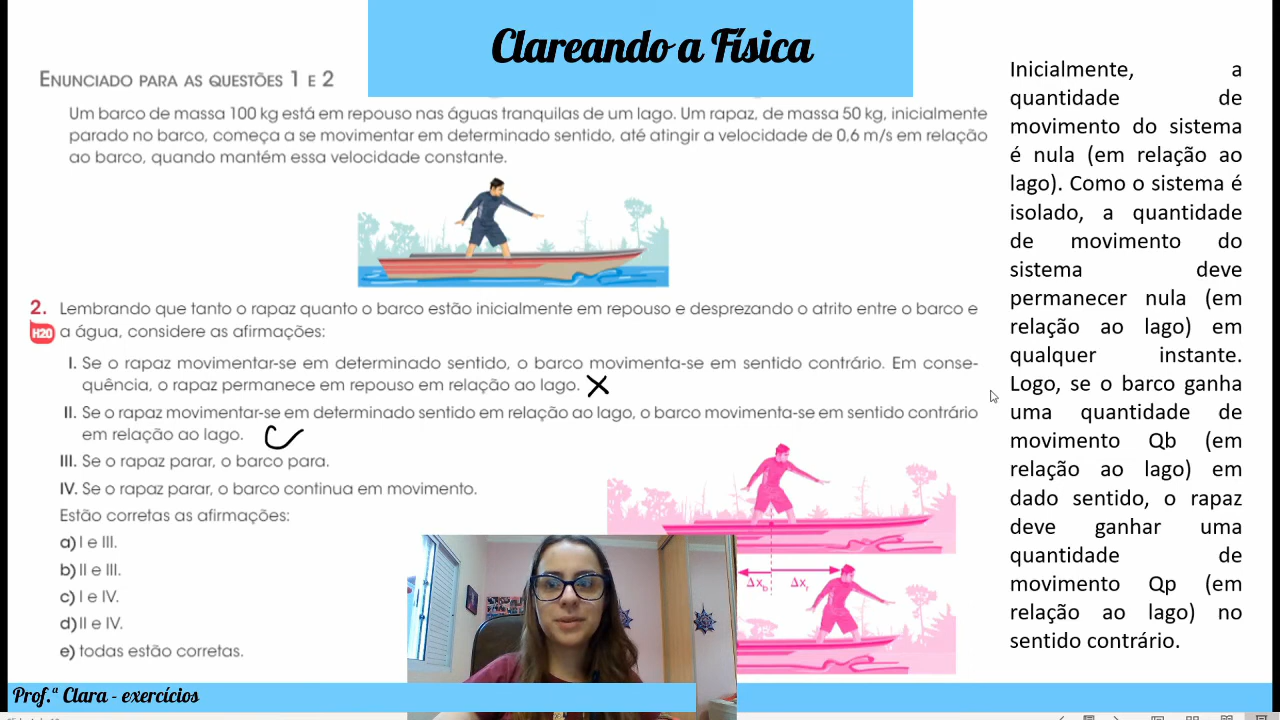 Clareando a Física
ENUNCIADO PARA AS QUESTÕES 1 E 2
Um barco de massa 100 kg está em repouso nas águas tranquilas de um lago. Um rapaz, de massa 50 kg, inicialmente
parado no barco, começa a se movimentar em determinado sentido, até atingir a velocidade de 0,6 m/s em relação
ao barco, quando mantém essa velocidade constante.
2. Lembrando que tanto o rapaz quanto o barco estão inicialmente em repouso e desprezando o atrito entre o barco e
H20 a água, considere as afirmações:
I. Se o rapaz movimentar-se em determinado sentido, o barco movimenta-se em sentido contrário. Em conse-
quência, o rapaz permanece em repouso em relação ao lago.
II. Se o rapaz movimentar-se em determinado sentido em relação ao lago, o barco movimenta-se em sentido contrário
em relação ao lago.
III. Se o rapaz parar, o barco para.
IV. Se o rapaz parar, o barco continua em movimento.
Estão corretas as afirmações:
a) I e III.
b) II e III.
c) I e IV.
d) II e IV.
e) todas estão corretas.
Δxb Δxr
Inicialmente, a
quantidade de
movimento do sistema
é nula (em relação ao
lago). Como o sistema é
isolado, a quantidade
de movimento do
sistema deve
permanecer nula (em
relação ao lago) em
qualquer instante.
Logo, se o barco ganha
uma quantidade de
movimento Qb (em
relação ao lago) em
dado sentido, o rapaz
deve ganhar uma
quantidade de
movimento Qp (em
relação ao lago) no
sentido contrário.
Prof.ª Clara - exercícios